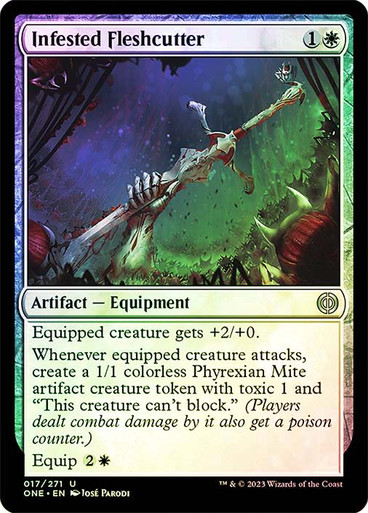 Infested Fleshcutter 1
Artifact — Equipment
Equipped creature gets +2/+0.
Whenever equipped creature attacks,
create a 1/1 colorless Phyrexian Mite
artifact creature token with toxic 1 and
“This creature can’t block.” (Players
dealt combat damage by it also get a poison
counter.)
Equip 2
017/271 U
ONE • EN José Parodi
™ & © 2023 Wizards of the Coast